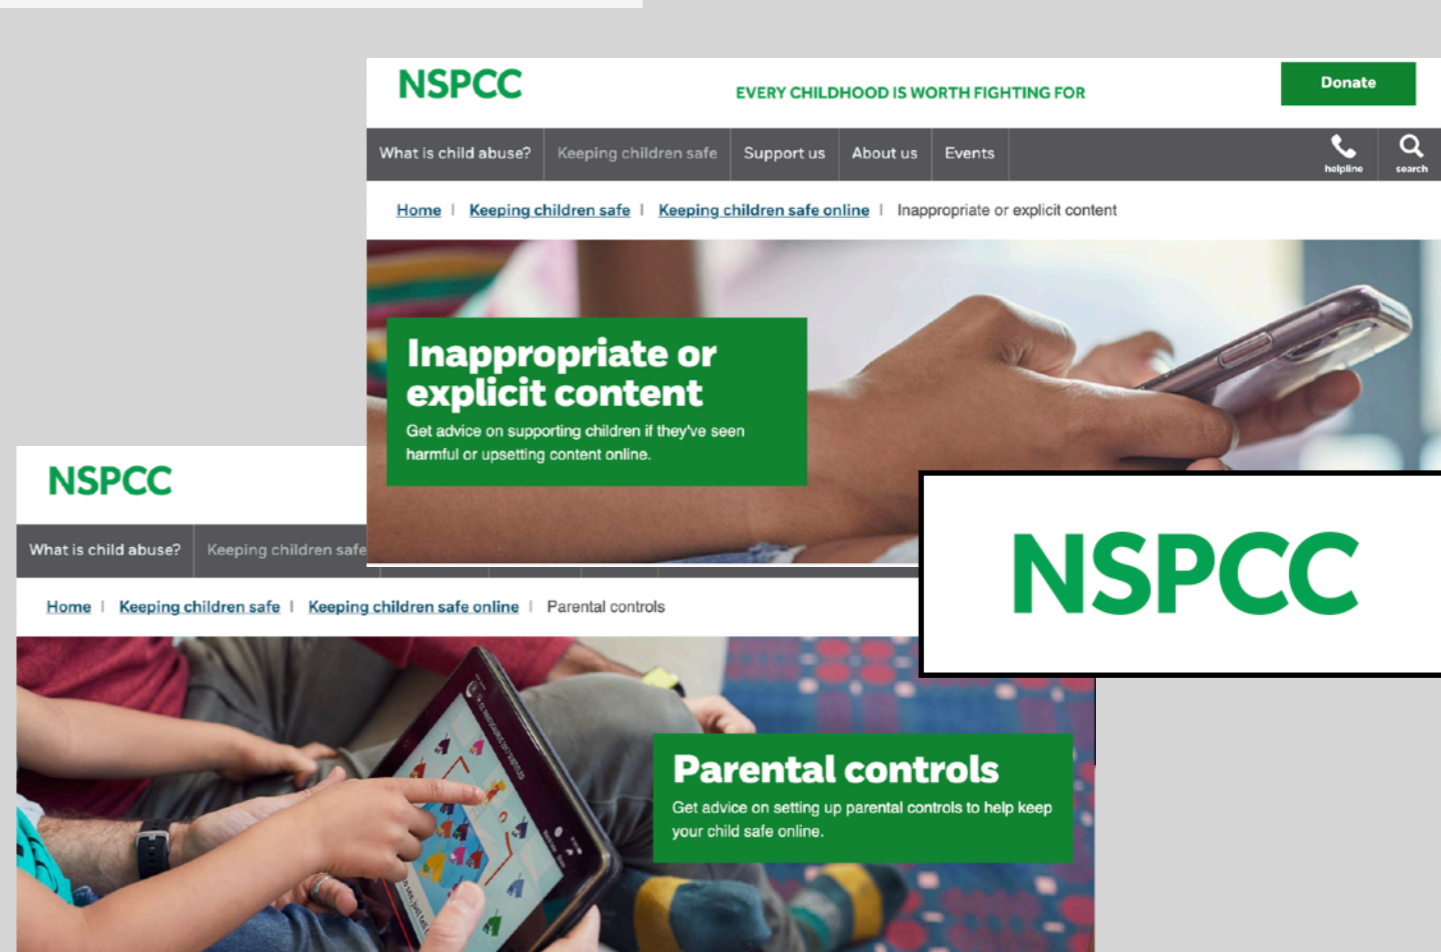 NSPCC
EVERY CHILDHOOD IS WORTH FIGHTING FOR
Donate
What is child abuse?
Keeping children safe
Support us
About us
Events
helpline
search
Home | Keeping children safe | Keeping children safe online | Inappropriate or explicit content
Inappropriate or
explicit content
Get advice on supporting children if they've seen
harmful or upsetting content online.
NSPCC
What is child abuse?
Keeping children safe
Home | Keeping children safe | Keeping children safe online | Parental controls
NSPCC
Parental controls
Get advice on setting up parental controls to help keep
your child safe online.